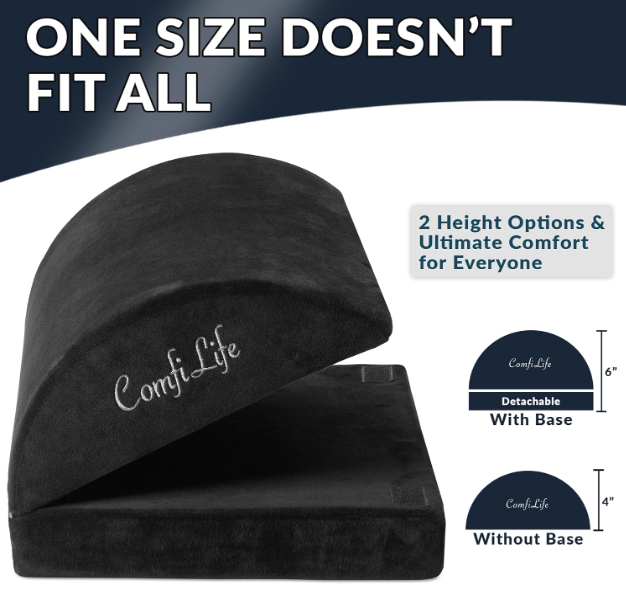 ONE SIZE DOESN'T
FIT ALL
2 Height Options &
Ultimate Comfort
for Everyone
ComfiLife
ComfiLife
6"
Detachable
With Base
ComfiLife
4"
Without Base